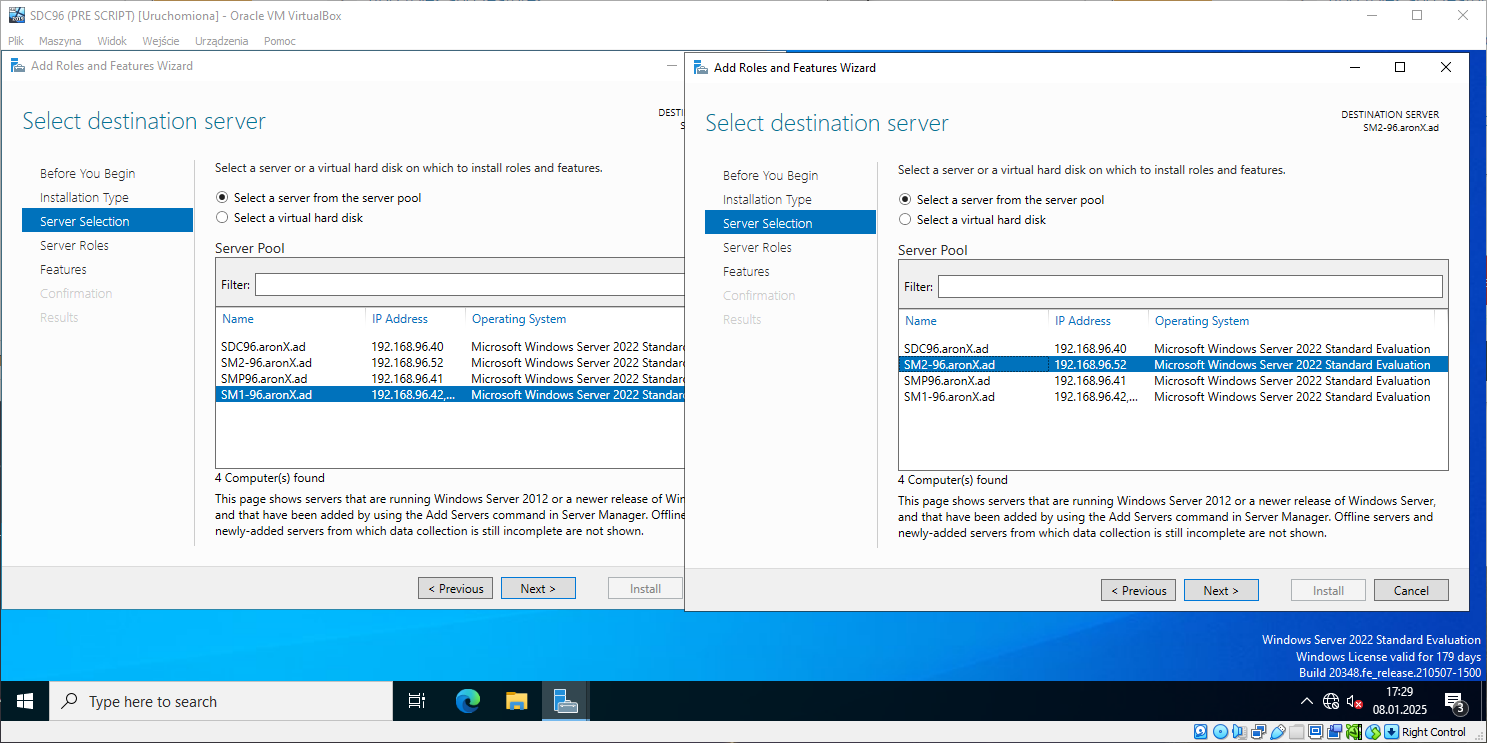 SDC96 (PRE SCRIPT) [Uruchomiona] - Oracle VM VirtualBox
Plik Maszyna Widok Wejście Urządzenia Pomoc
Add Roles and Features Wizard
Select destination server
DESTI
S
Before You Begin
Installation Type
Server Selection
Server Roles
Features
Confirmation
Results
Select a server or a virtual hard disk on which to install roles and features.
Select a server from the server pool
Select a virtual hard disk
Server Pool
Filter:
Name IP Address Operating System
SDC96.aronX.ad 192.168.96.40 Microsoft Windows Server 2022 Standar
SM2-96.aronX.ad 192.168.96.52 Microsoft Windows Server 2022 Standar
SMP96.aronX.ad 192.168.96.41 Microsoft Windows Server 2022 Standar
SM1-96.aronX.ad 192.168.96.42,... Microsoft Windows Server 2022 Standar
4 Computer(s) found
This page shows servers that are running Windows Server 2012 or a newer release of Win
and that have been added by using the Add Servers command in Server Manager. Offline
newly-added servers from which data collection is still incomplete are not shown.
< Previous Next > Install
Add Roles and Features Wizard
Select destination server
DESTINATION SERVER
SM2-96.aronX.ad
Before You Begin
Installation Type
Server Selection
Server Roles
Features
Confirmation
Results
Select a server or a virtual hard disk on which to install roles and features.
Select a server from the server pool
Select a virtual hard disk
Server Pool
Filter:
Name IP Address Operating System
SDC96.aronX.ad 192.168.96.40 Microsoft Windows Server 2022 Standard Evaluation
SM2-96.aronX.ad 192.168.96.52 Microsoft Windows Server 2022 Standard Evaluation
SMP96.aronX.ad 192.168.96.41 Microsoft Windows Server 2022 Standard Evaluation
SM1-96.aronX.ad 192.168.96.42,... Microsoft Windows Server 2022 Standard Evaluation
4 Computer(s) found
This page shows servers that are running Windows Server 2012 or a newer release of Windows Server,
and that have been added by using the Add Servers command in Server Manager. Offline servers and
newly-added servers from which data collection is still incomplete are not shown.
< Previous Next > Install Cancel
Windows Server 2022 Standard Evaluation
Windows License valid for 179 days
Build 20348.fe_release.210507-1500
Type here to search
17:29
08.01.2025
3
Right Control